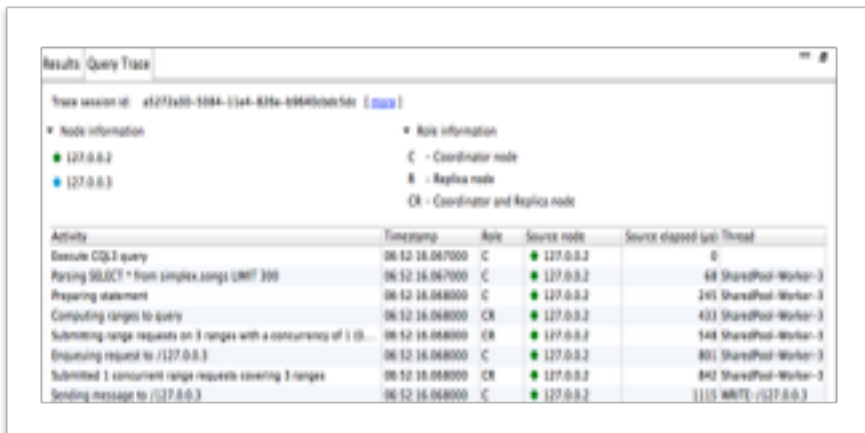 Results Query Trace
Trace session id: [more]
Node information
Role information
127.0.0.2
C - Coordinator node
127.0.0.3
R - Replica node
CR - Coordinator and Replica node
Activity Timestamp Role Source node Source elapsed (µs) Thread
Execute CQL3 query 06:52:16.067000 C 127.0.0.2 0
Parsing SELECT * from simplex.songs LIMIT 300 06:52:16.067000 C 127.0.0.2 68 SharedPool-Worker-3
Preparing statement 06:52:16.068000 C 127.0.0.2 245 SharedPool-Worker-3
Computing ranges to query 06:52:16.068000 CR 127.0.0.2 433 SharedPool-Worker-3
Submitting range requests on 3 ranges with a concurrency of 1 06:52:16.068000 CR 127.0.0.2 548 SharedPool-Worker-3
Enqueuing request to /127.0.0.3 06:52:16.068000 C 127.0.0.2 801 SharedPool-Worker-3
Submitted 1 concurrent range requests covering 3 ranges 06:52:16.068000 CR 127.0.0.2 842 SharedPool-Worker-3
Sending message to /127.0.0.3 06:52:16.068000 C 127.0.0.2 1115 WRITE-/127.0.0.3